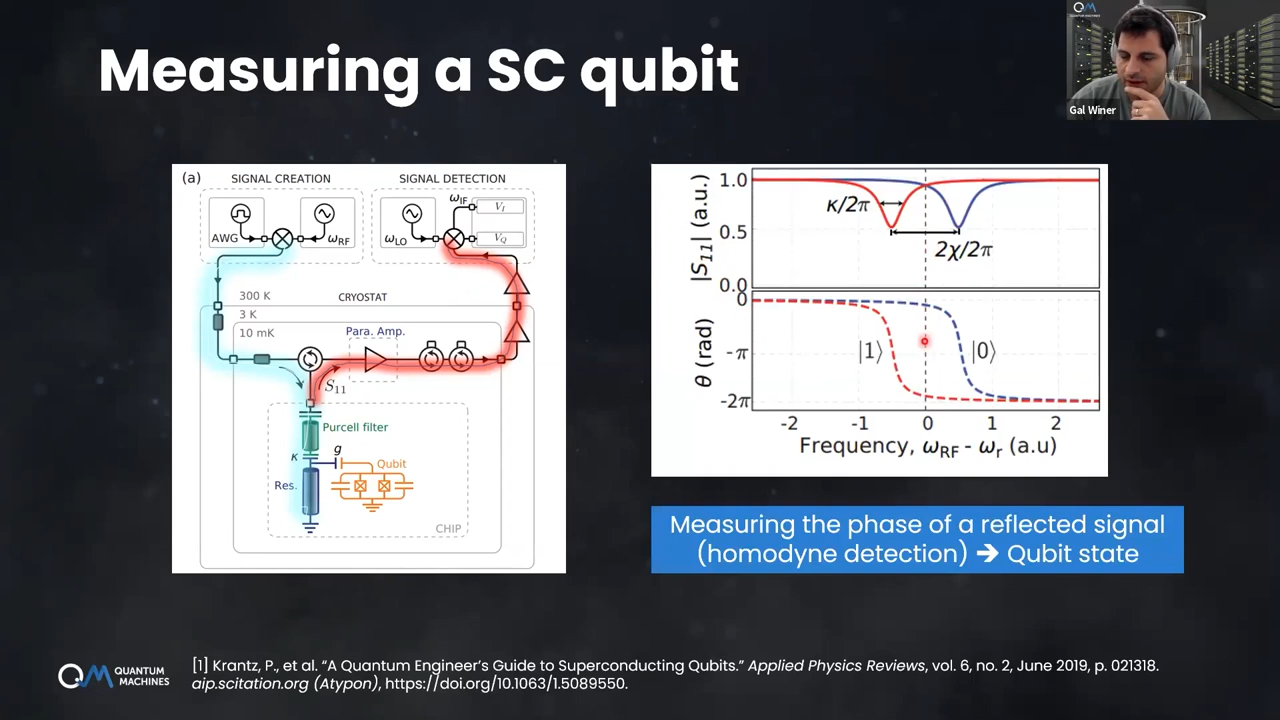 QM
QUANTUM MACHINES
Gal Winer
Measuring a SC qubit
(a)
SIGNAL CREATION
SIGNAL DETECTION
AWG
ωRF
ωLO
ωIF
VI
VQ
300 K
CRYOSTAT
3 K
10 mK
Para. Amp.
S11
Purcell filter
κ
g
Qubit
Res.
CHIP
|S11| (a.u.)
1.0
0.5
0.0
κ/2π
2χ/2π
θ (rad)
0
-π
-2π
|1⟩
|0⟩
-2 -1 0 1 2
Frequency, ωRF - ωr (a.u)
Measuring the phase of a reflected signal
(homodyne detection) ➔ Qubit state
QM
QUANTUM
MACHINES
[1] Krantz, P., et al. “A Quantum Engineer’s Guide to Superconducting Qubits.” Applied Physics Reviews, vol. 6, no. 2, June 2019, p. 021318.
aip.scitation.org (Atypon), https://doi.org/10.1063/1.5089550.